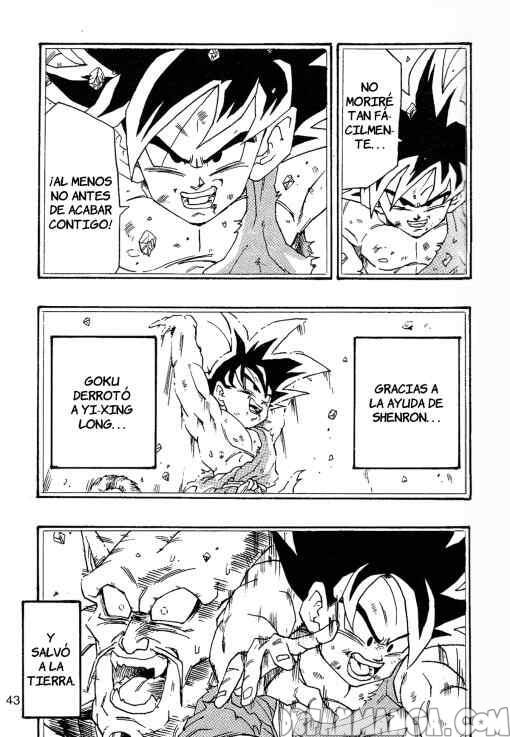 NO
MORIRÉ
TAN FÁ-
CILMEN-
TE...
¡AL MENOS
NO ANTES
DE ACABAR
CONTIGO!
GRACIAS A
LA AYUDA DE
SHENRON...
GOKU
DERROTÓ
A YI-XING
LONG...
Y
SALVÓ
A LA
TIERRA.
43